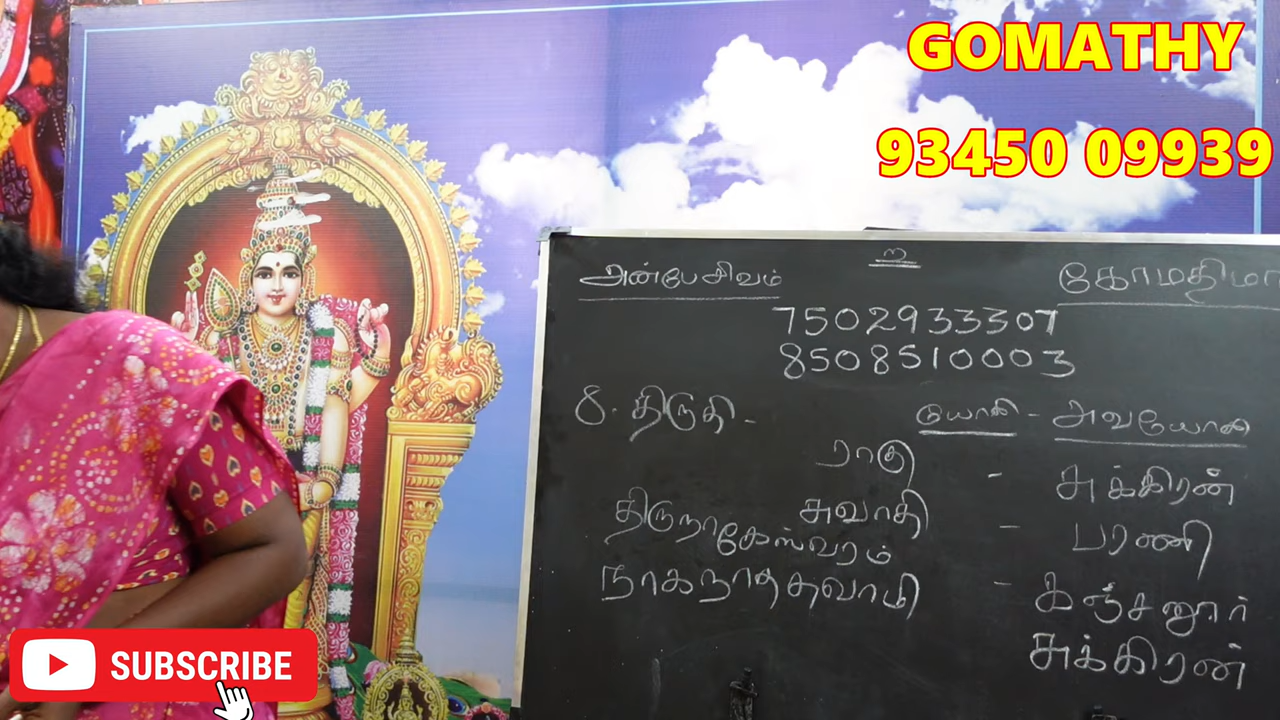 GOMATHY
93450 09939
உ
அன்பே சிவம்
கோமதிமா
7502933307
8508510003
8. திருதி - யோகி - அவயோகி
ராகு - சுக்கிரன்
சுவாதி - பரணி
திருநாகேஸ்வரம்
நாகநாதசுவாமி - கஞ்சனூர்
சுக்கிரன்
SUBSCRIBE